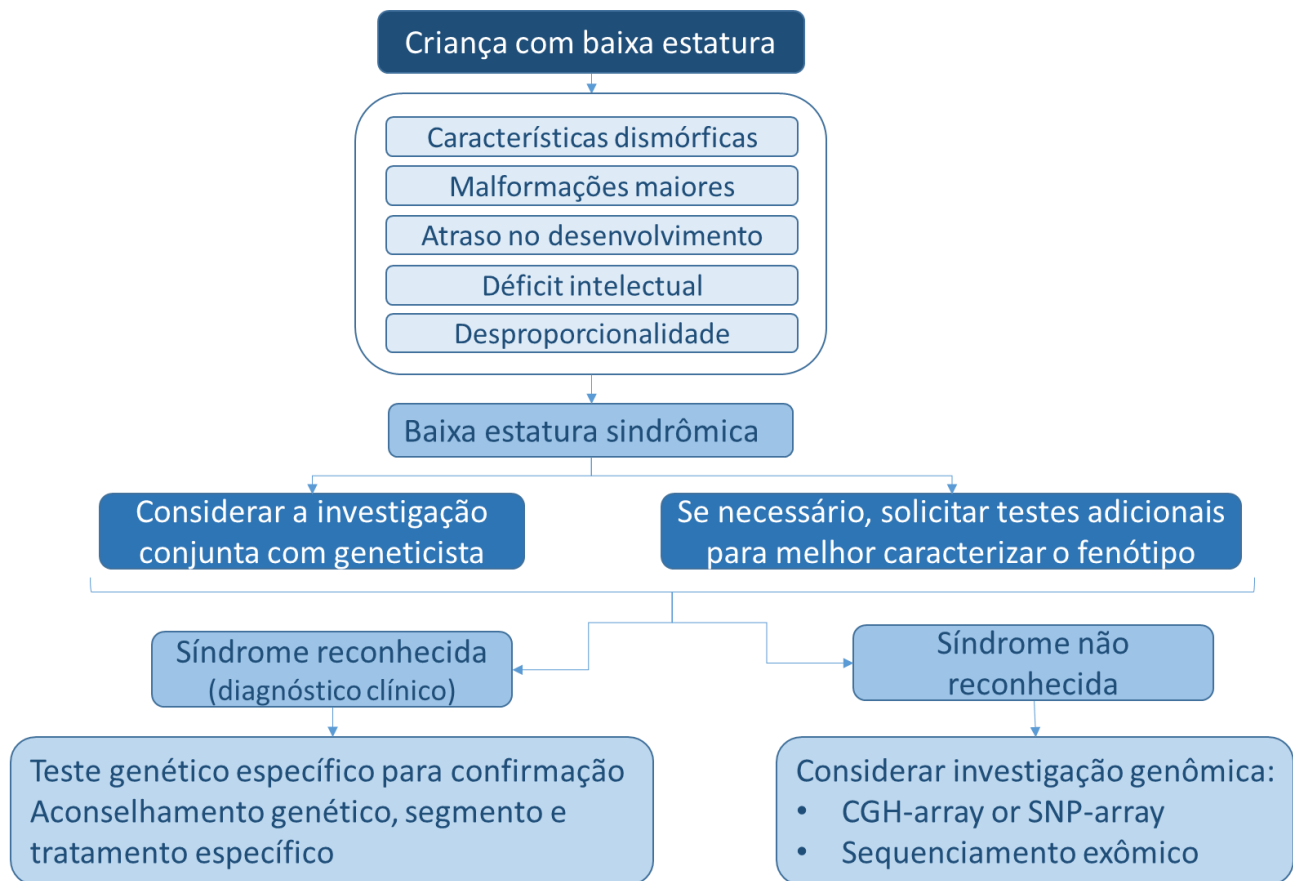 Criança com baixa estatura
Características dismórficas
Malformações maiores
Atraso no desenvolvimento
Déficit intelectual
Desproporcionalidade
Baixa estatura sindrômica
Considerar a investigação
conjunta com geneticista
Se necessário, solicitar testes adicionais
para melhor caracterizar o fenótipo
Síndrome reconhecida
(diagnóstico clínico)
Síndrome não
reconhecida
Teste genético específico para confirmação
Aconselhamento genético, segmento e
tratamento específico
Considerar investigação genômica:
• CGH-array or SNP-array
• Sequenciamento exômico